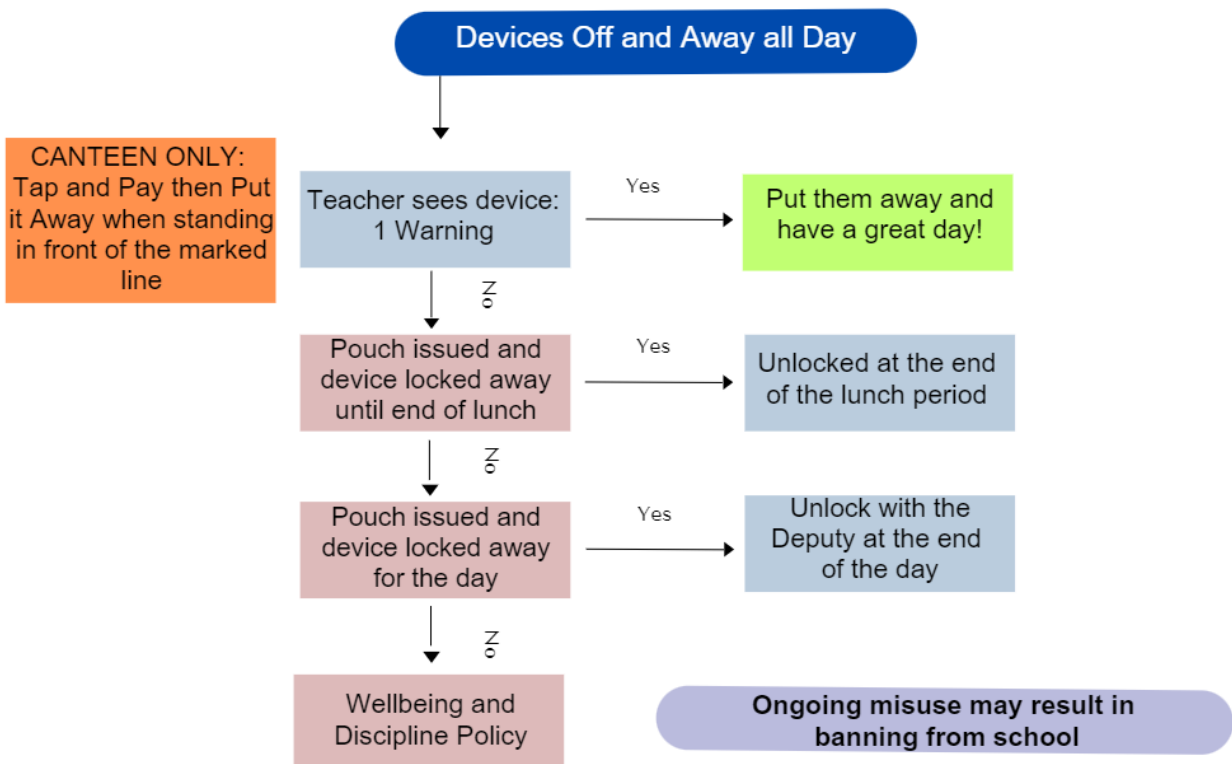 Devices Off and Away all Day
CANTEEN ONLY:
Tap and Pay then Put
it Away when standing
in front of the marked
line
Teacher sees device:
1 Warning
Yes
Put them away and
have a great day!
No
Pouch issued and
device locked away
until end of lunch
Yes
Unlocked at the end
of the lunch period
No
Pouch issued and
device locked away
for the day
Yes
Unlock with the
Deputy at the end
of the day
No
Wellbeing and
Discipline Policy
Ongoing misuse may result in
banning from school